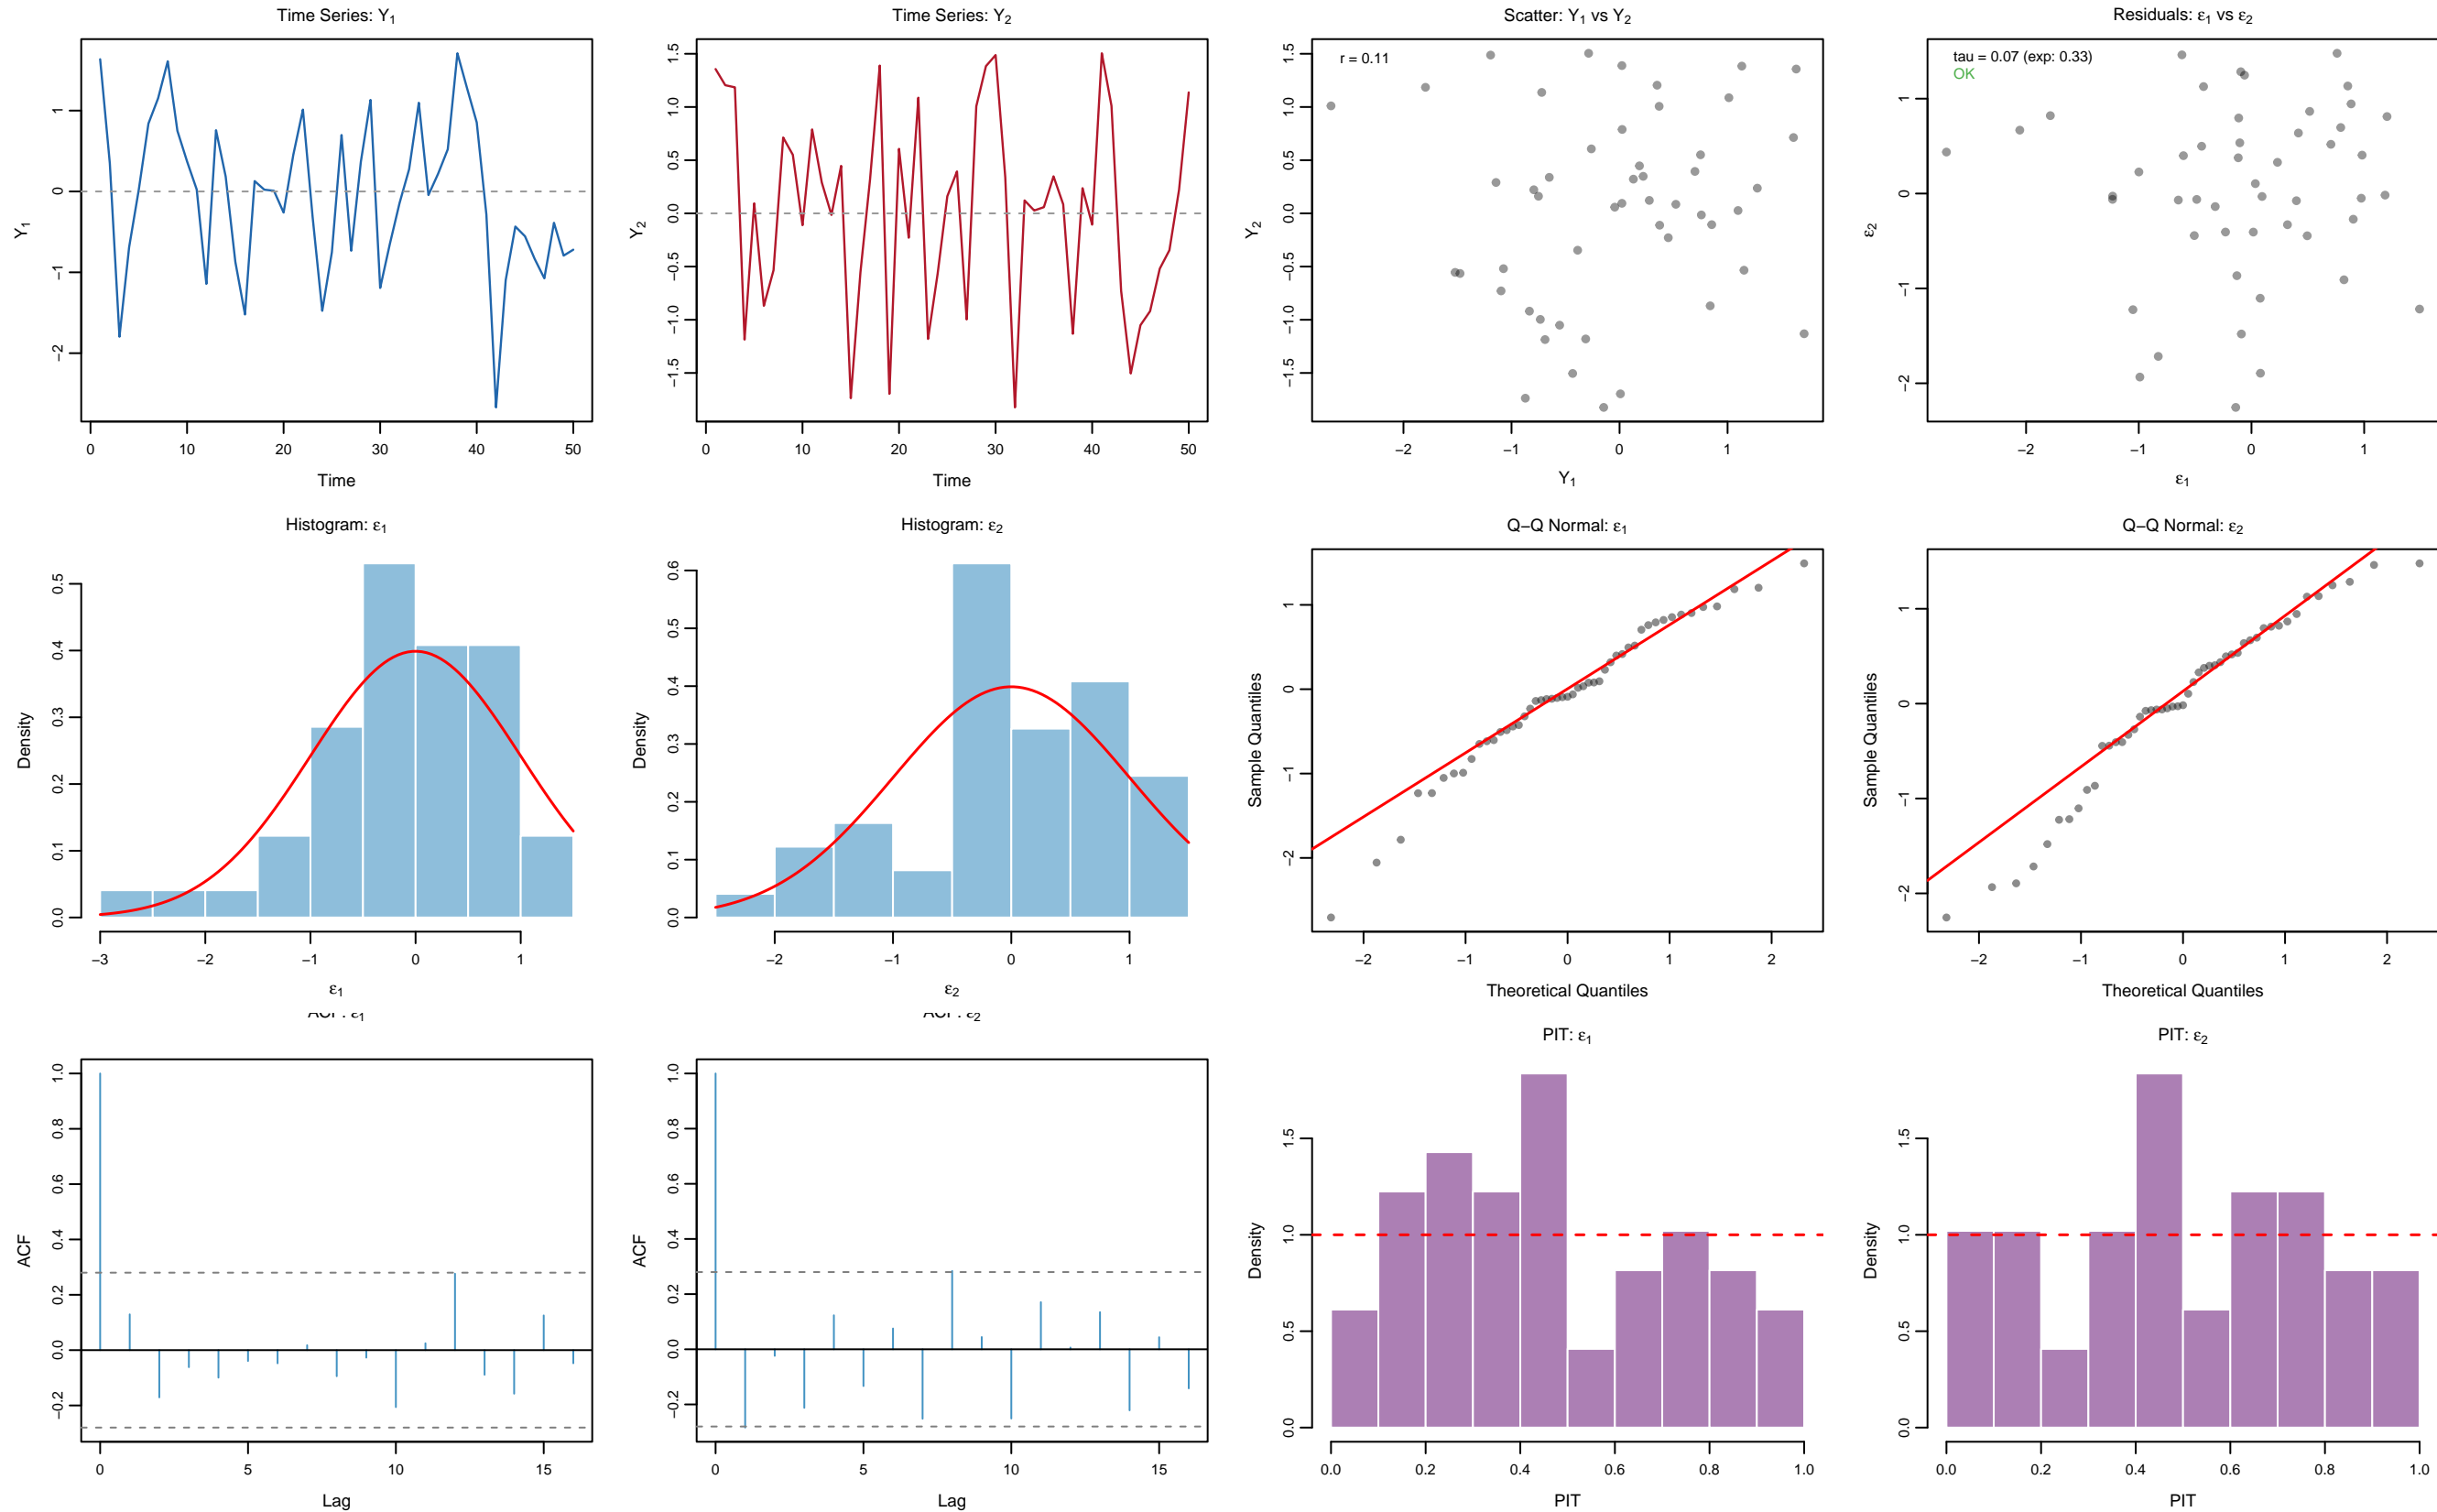 Time Series: Y1
Y1
1
0
−1
−2
0 10 20 30 40 50
Time
Time Series: Y2
Y2
1.5
1.0
0.5
0.0
−0.5
−1.0
−1.5
0 10 20 30 40 50
Time
Scatter: Y1 vs Y2
r = 0.11
Y2
1.5
1.0
0.5
0.0
−0.5
−1.0
−1.5
−2 −1 0 1
Y1
Residuals: ε1 vs ε2
tau = 0.07 (exp: 0.33)
OK
ε2
1
0
−1
−2
−2 −1 0 1
ε1
Histogram: ε1
Density
0.5
0.4
0.3
0.2
0.1
0.0
−3 −2 −1 0 1
ε1
Histogram: ε2
Density
0.6
0.5
0.4
0.3
0.2
0.1
0.0
−2 −1 0 1
ε2
Q−Q Normal: ε1
Sample Quantiles
1
0
−1
−2
−2 −1 0 1 2
Theoretical Quantiles
Q−Q Normal: ε2
Sample Quantiles
1
0
−1
−2
−2 −1 0 1 2
Theoretical Quantiles
ACF: ε1
ACF
1.0
0.8
0.6
0.4
0.2
0.0
−0.2
0 5 10 15
Lag
ACF: ε2
ACF
1.0
0.8
0.6
0.4
0.2
0.0
−0.2
0 5 10 15
Lag
PIT: ε1
Density
1.5
1.0
0.5
0.0
0.0 0.2 0.4 0.6 0.8 1.0
PIT
PIT: ε2
Density
1.5
1.0
0.5
0.0
0.0 0.2 0.4 0.6 0.8 1.0
PIT